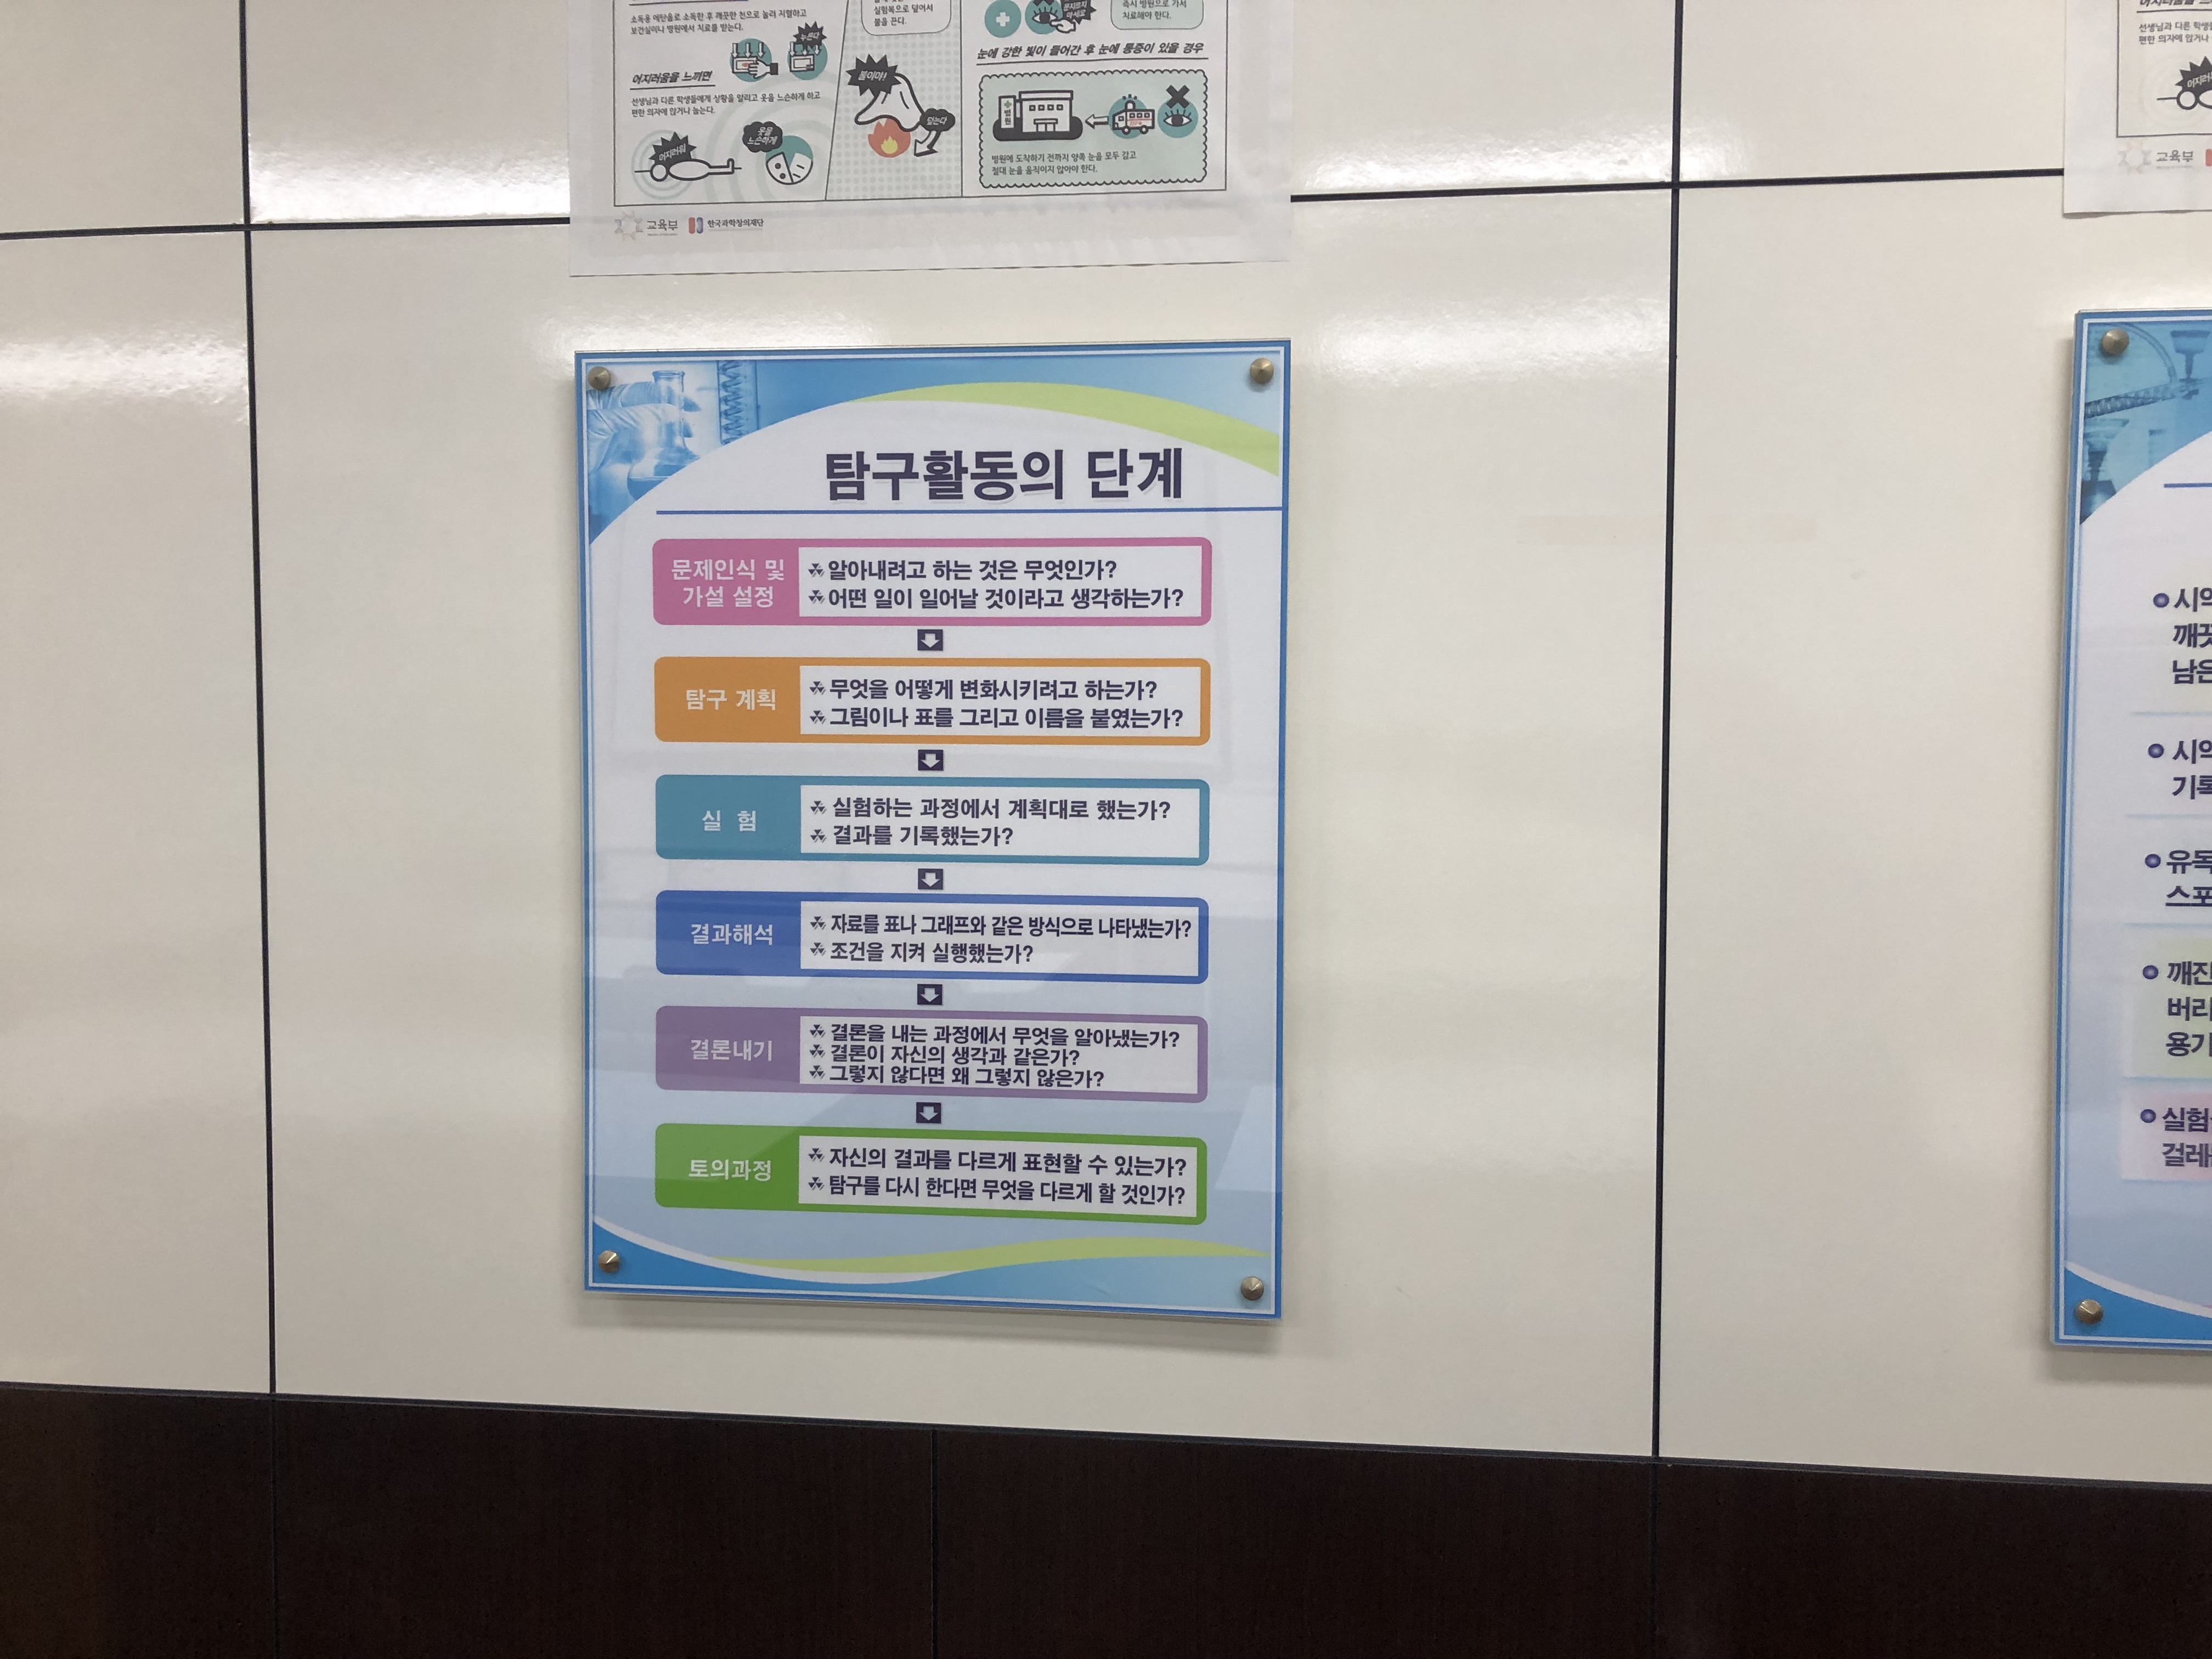 소독용 에탄올로 소독한 후 깨끗한 천으로 눌러 지혈하고
보건실이나 병원에서 치료를 받는다.
누른다
어지러움을 느끼면
선생님과 다른 학생들에게 상황을 알리고 옷을 느슨하게 하고
편한 의자에 앉거나 눕는다.
어지러워
옷을
느슨하게
실험복으로 덮어서
불을 끈다.
불이야!
덮는다
문지르지
마세요
즉시 병원으로 가서
치료해야 한다.
눈에 강한 빛이 들어간 후 눈에 통증이 있을 경우
병원
병원에 도착하기 전까지 양쪽 눈을 모두 감고
절대 눈을 움직이지 않아야 한다.
교육부
한국과학창의재단
탐구활동의 단계
문제인식 및
가설 설정
알아내려고 하는 것은 무엇인가?
어떤 일이 일어날 것이라고 생각하는가?
탐구 계획
무엇을 어떻게 변화시키려고 하는가?
그림이나 표를 그리고 이름을 붙였는가?
실 험
실험하는 과정에서 계획대로 했는가?
결과를 기록했는가?
결과해석
자료를 표나 그래프와 같은 방식으로 나타냈는가?
조건을 지켜 실행했는가?
결론내기
결론을 내는 과정에서 무엇을 알아냈는가?
결론이 자신의 생각과 같은가?
그렇지 않다면 왜 그렇지 않은가?
토의과정
자신의 결과를 다르게 표현할 수 있는가?
탐구를 다시 한다면 무엇을 다르게 할 것인가?
선생님과 다른
편한 의자에 앉거나
교육부
시약
깨끗
남은
시약
기록
유독
스포
깨진
버리
용기
실험
걸레